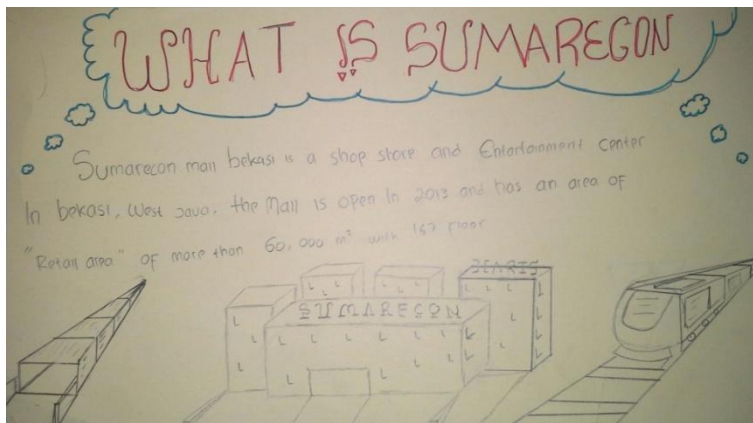 WHAT IS SUMAREGON
Sumarecon mall bekasi is a shop store and Entertainment center
In bekasi, West Java. the Mall is open In 2013 and has an area of
"Retail area" OF more than 60.000 m² with floor
SUMAREGON